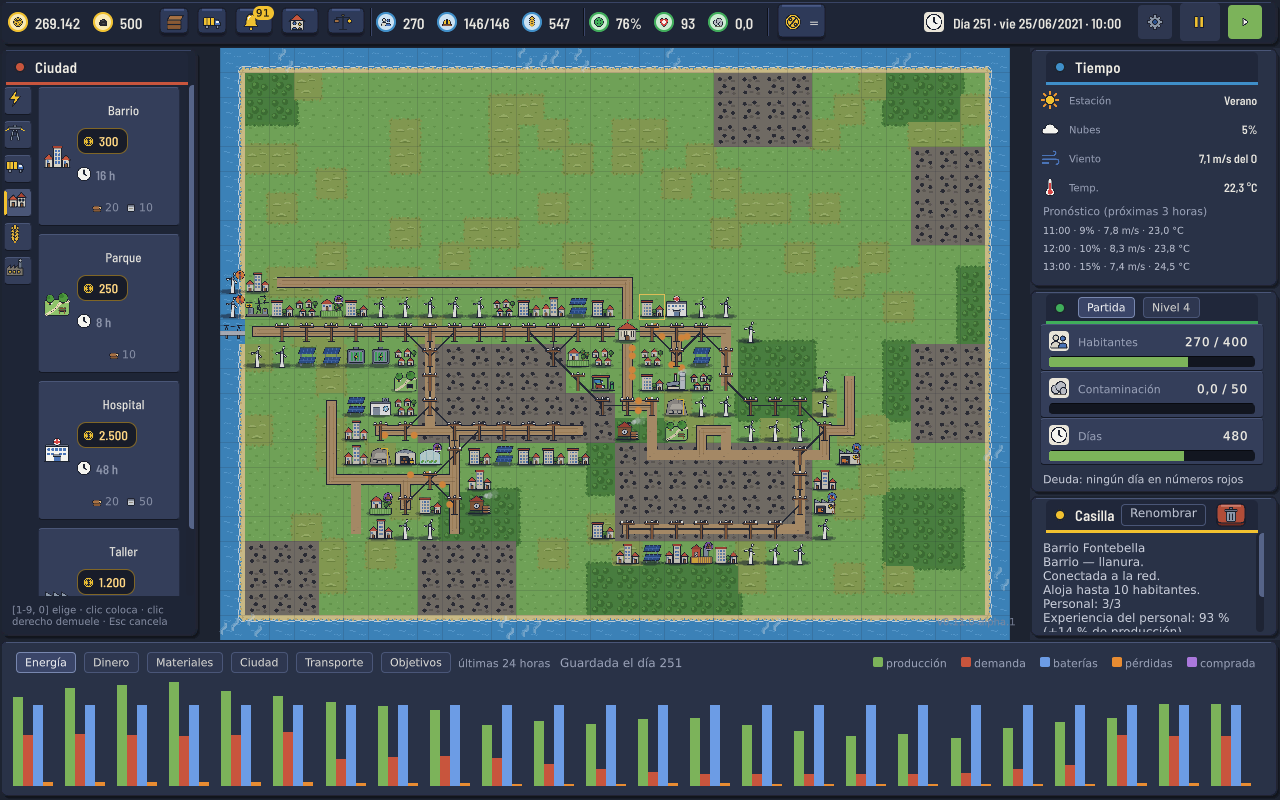 269.142
500
91
270
146/146
547
76%
93
0,0
=
Día 251 · vie 25/06/2021 · 10:00
Ciudad
Barrio
300
16 h
20
10
Parque
250
8 h
10
Hospital
2.500
48 h
20
50
Taller
1.200
[1-9, 0] elige · clic coloca · clic
derecho demuele · Esc cancela
Tiempo
Estación
Verano
Nubes
5%
Viento
7,1 m/s del O
Temp.
22,3 °C
Pronóstico (próximas 3 horas)
11:00 · 9% · 7,8 m/s · 23,0 °C
12:00 · 10% · 8,3 m/s · 23,8 °C
13:00 · 15% · 7,4 m/s · 24,5 °C
Partida
Nivel 4
Habitantes
270 / 400
Contaminación
0,0 / 50
Días
480
Deuda: ningún día en números rojos
Casilla
Renombrar
Barrio Fontebella
Barrio — llanura.
Conectada a la red.
Aloja hasta 10 habitantes.
Personal: 3/3
Experiencia del personal: 93 %
(+14 % de producción)
Energía
Dinero
Materiales
Ciudad
Transporte
Objetivos
últimas 24 horas
Guardada el día 251
producción
demanda
baterías
pérdidas
comprada